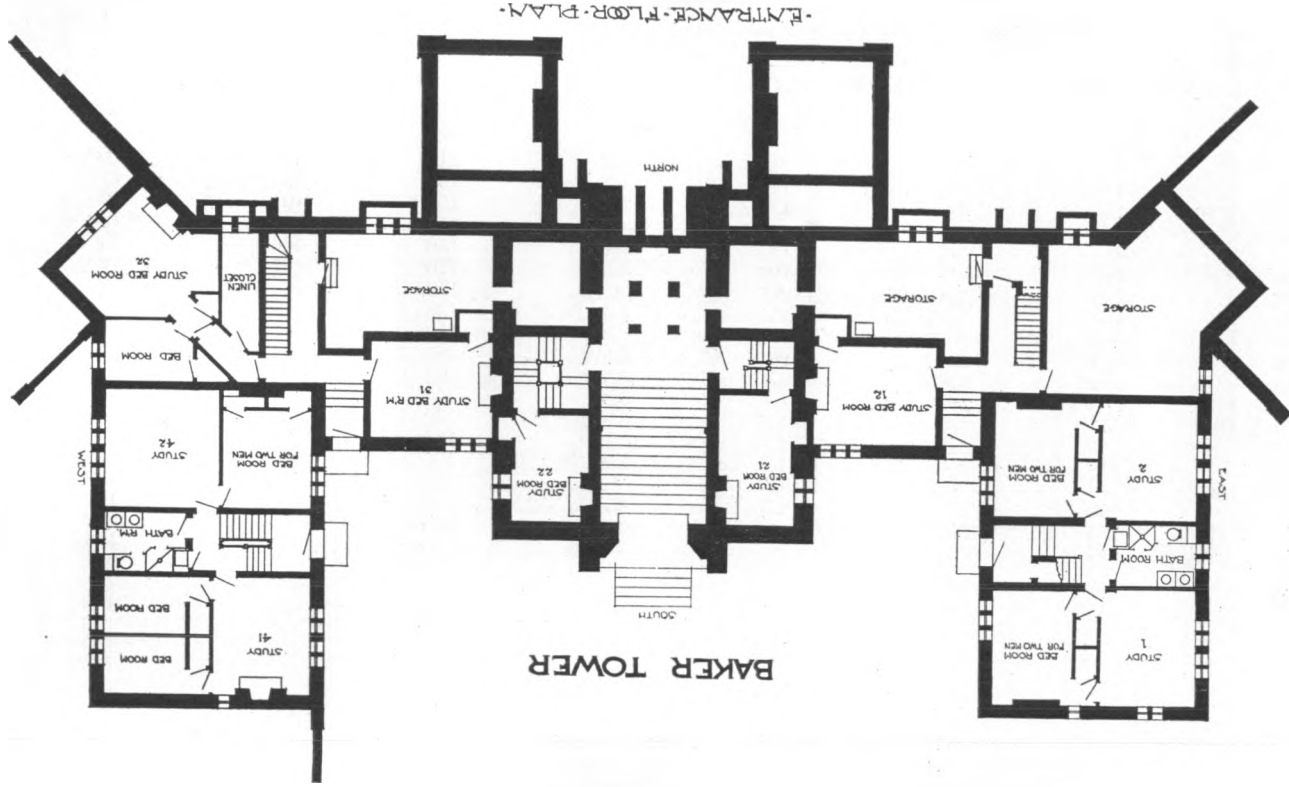 BAKER TOWER
STUDY
1
BED ROOM
FOR TWO MEN
STUDY
41
BED ROOM
BED ROOM
SOUTH
BATH ROOM
BATH RM.
EAST
STUDY
2
BED ROOM
FOR TWO MEN
STUDY
BED ROOM
21
STUDY
BED ROOM
22
BED ROOM
FOR TWO MEN
STUDY
42
WEST
STUDY BED ROOM
12
STUDY BED R'M
31
BED ROOM
STORAGE
STORAGE
STORAGE
LINEN
CLOSET
STUDY BED ROOM
32
NORTH
·ENTRANCE·FLOOR·PLAN·